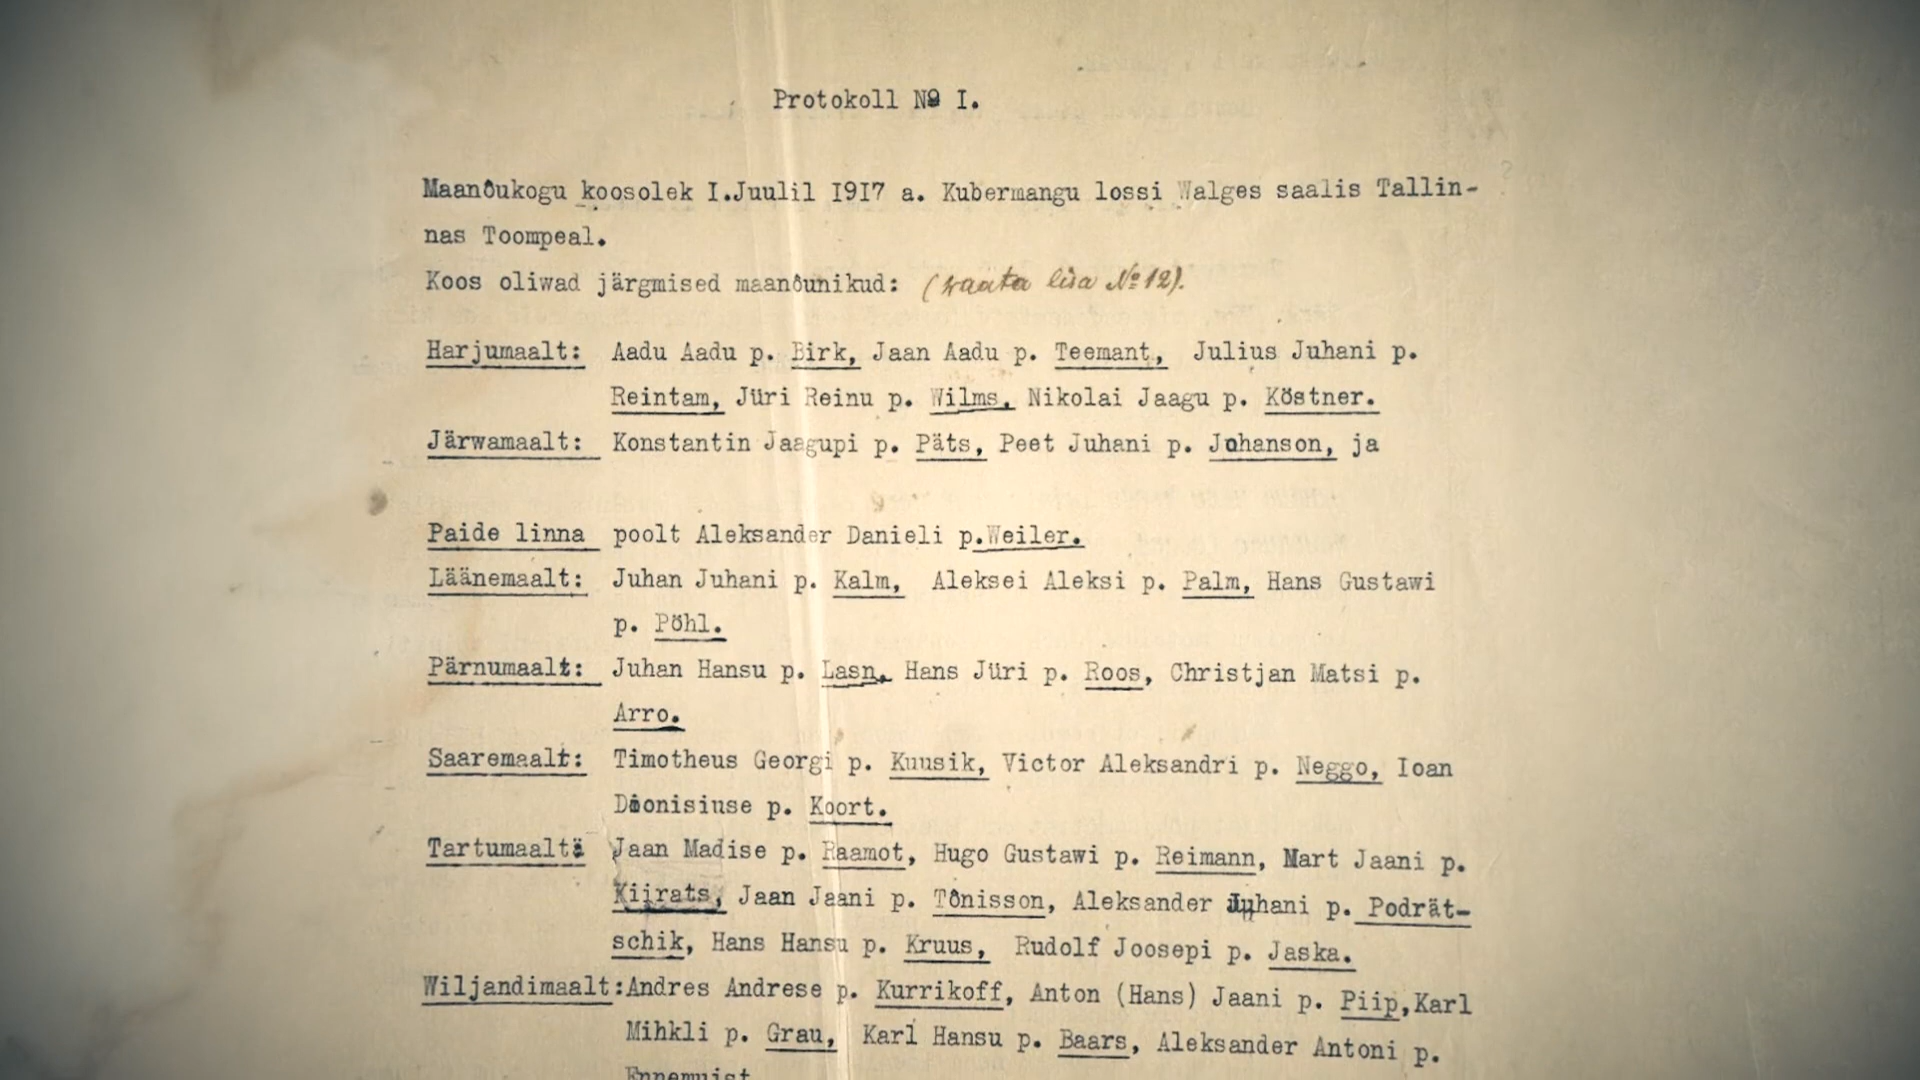 Protokoll № I.
Maanõukogu koosolek I.Juulil I9I7 a. Kubermangu lossi Walges saalis Tallin-
nas Toompeal.
Koos oliwad järgmised maanõunikud: (waata lisa № 12).
Harjumaalt: Aadu Aadu p. Birk, Jaan Aadu p. Teemant, Julius Juhani p.
Reintam, Jüri Reinu p. Wilms, Nikolai Jaagu p. Köstner.
Järwamaalt: Konstantin Jaagupi p. Päts, Peet Juhani p. Johanson, ja
Paide linna poolt Aleksander Danieli p.Weiler.
Läänemaalt: Juhan Juhani p. Kalm, Aleksei Aleksi p. Palm, Hans Gustawi
p. Pöhl.
Pärnumaalt: Juhan Hansu p. Lasn, Hans Jüri p. Roos, Christjan Matsi p.
Arro.
Saaremaalt: Timotheus Georgi p. Kuusik, Victor Aleksandri p. Neggo, Ioan
Dionisiuse p. Koort.
Tartumaalt: Jaan Madise p. Raamot, Hugo Gustawi p. Reimann, Mart Jaani p.
Kiirats, Jaan Jaani p. Tõnisson, Aleksander Juhani p. Podrät-
schik, Hans Hansu p. Kruus, Rudolf Joosepi p. Jaska.
Wiljandimaalt:Andres Andrese p. Kurrikoff, Anton (Hans) Jaani p. Piip,Karl
Mihkli p. Grau, Karl Hansu p. Baars, Aleksander Antoni p.